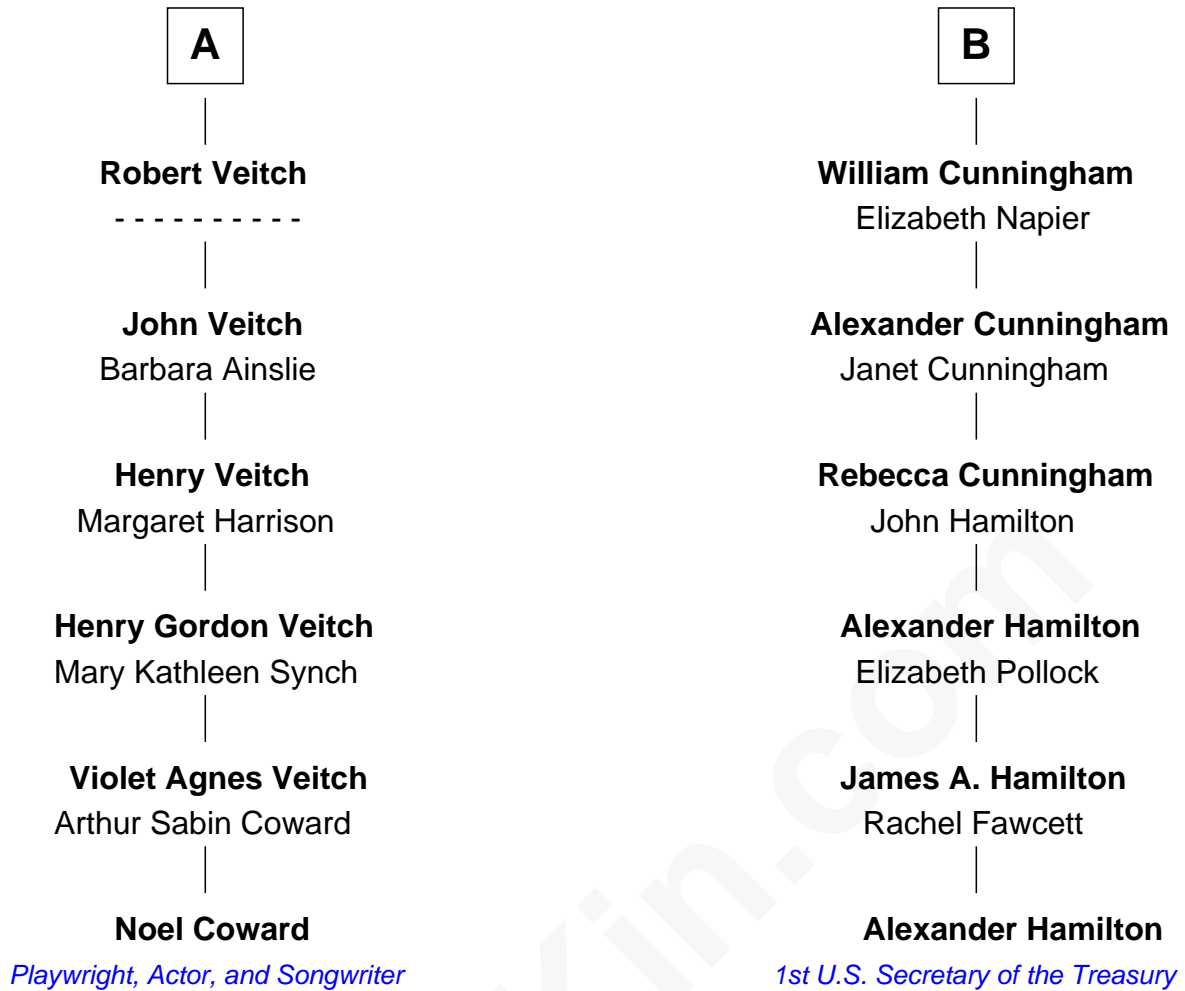 A
Robert Veitch
- - - - - - - - - -
John Veitch
Barbara Ainslie
Henry Veitch
Margaret Harrison
Henry Gordon Veitch
Mary Kathleen Synch
Violet Agnes Veitch
Arthur Sabin Coward
Noel Coward
Playwright, Actor, and Songwriter
B
William Cunningham
Elizabeth Napier
Alexander Cunningham
Janet Cunningham
Rebecca Cunningham
John Hamilton
Alexander Hamilton
Elizabeth Pollock
James A. Hamilton
Rachel Fawcett
Alexander Hamilton
1st U.S. Secretary of the Treasury
Kin.com